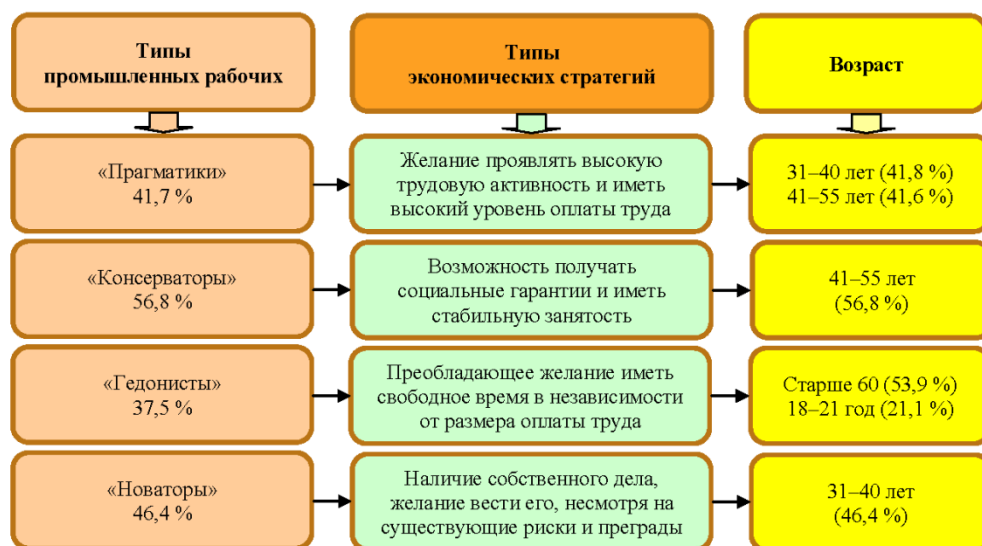 Типы
промышленных рабочих
Типы
экономических стратегий
Возраст
«Прагматики»
41,7 %
Желание проявлять высокую
трудовую активность и иметь
высокий уровень оплаты труда
31–40 лет (41,8 %)
41–55 лет (41,6 %)
«Консерваторы»
56,8 %
Возможность получать
социальные гарантии и иметь
стабильную занятость
41–55 лет
(56,8 %)
«Гедонисты»
37,5 %
Преобладающее желание иметь
свободное время в независимости
от размера оплаты труда
Старше 60 (53,9 %)
18–21 год (21,1 %)
«Новаторы»
46,4 %
Наличие собственного дела,
желание вести его, несмотря на
существующие риски и преграды
31–40 лет
(46,4 %)